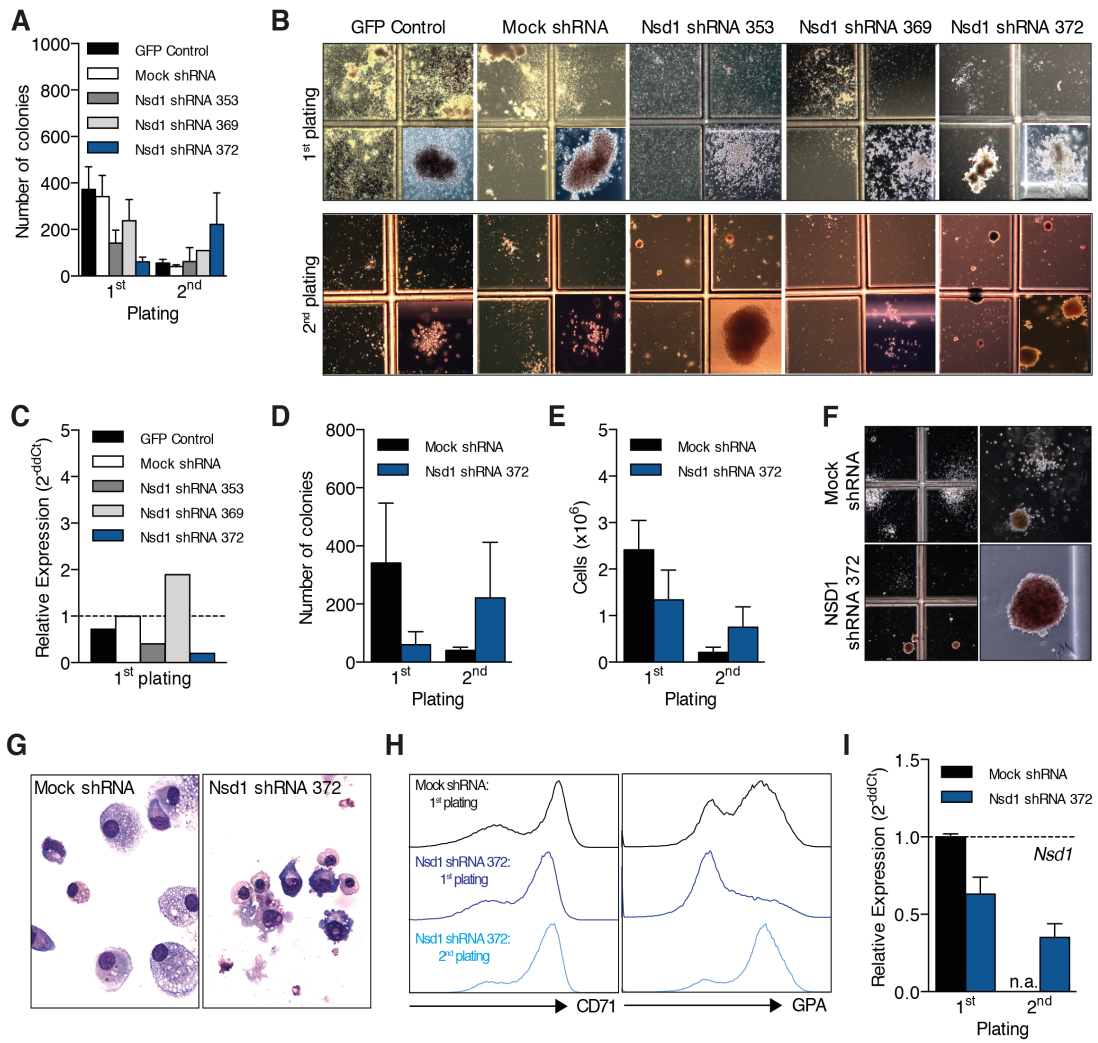 A
1000
800
600
400
200
0
Number of colonies
GFP Control
Mock shRNA
Nsd1 shRNA 353
Nsd1 shRNA 369
Nsd1 shRNA 372
1st
2nd
Plating
B
GFP Control
Mock shRNA
Nsd1 shRNA 353
Nsd1 shRNA 369
Nsd1 shRNA 372
1st plating
2nd plating
C
5
4
3
2
1
0
Relative Expression (2-ddCt)
GFP Control
Mock shRNA
Nsd1 shRNA 353
Nsd1 shRNA 369
Nsd1 shRNA 372
1st plating
D
800
600
400
200
0
Number of colonies
Mock shRNA
Nsd1 shRNA 372
1st
2nd
Plating
E
5
4
3
2
1
0
Cells (x106)
Mock shRNA
Nsd1 shRNA 372
1st
2nd
Plating
F
Mock
shRNA
NSD1
shRNA 372
G
Mock shRNA
Nsd1 shRNA 372
H
Mock shRNA:
1st plating
Nsd1 shRNA 372:
1st plating
Nsd1 shRNA 372:
2nd plating
CD71
GPA
I
1.5
1.0
0.5
0.0
Relative Expression (2-ddCt)
Mock shRNA
Nsd1 shRNA 372
Nsd1
n.a.
1st
2nd
Plating